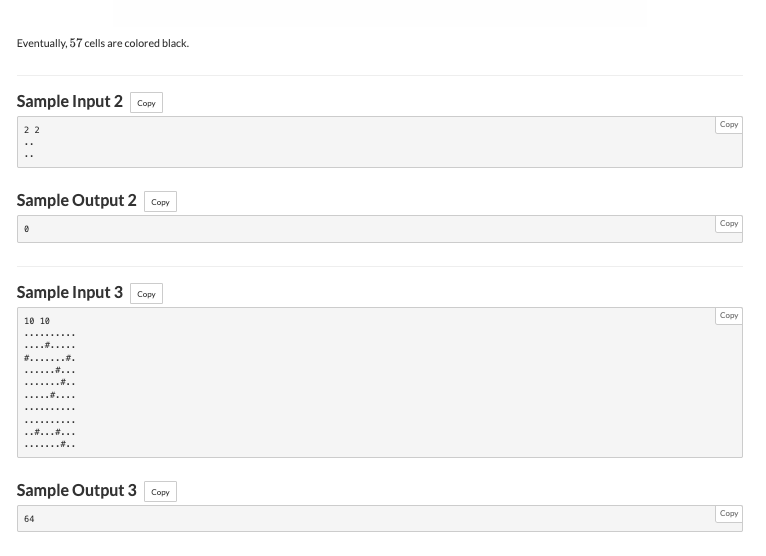 Eventually, 57 cells are colored black.
Sample Input 2 Copy
Copy
2 2
..
..
Sample Output 2 Copy
Copy
0
Sample Input 3 Copy
Copy
10 10
..........
....#.....
#.......#.
......#...
.......#..
.....#....
..........
..........
..#...#...
.......#..
Sample Output 3 Copy
Copy
64